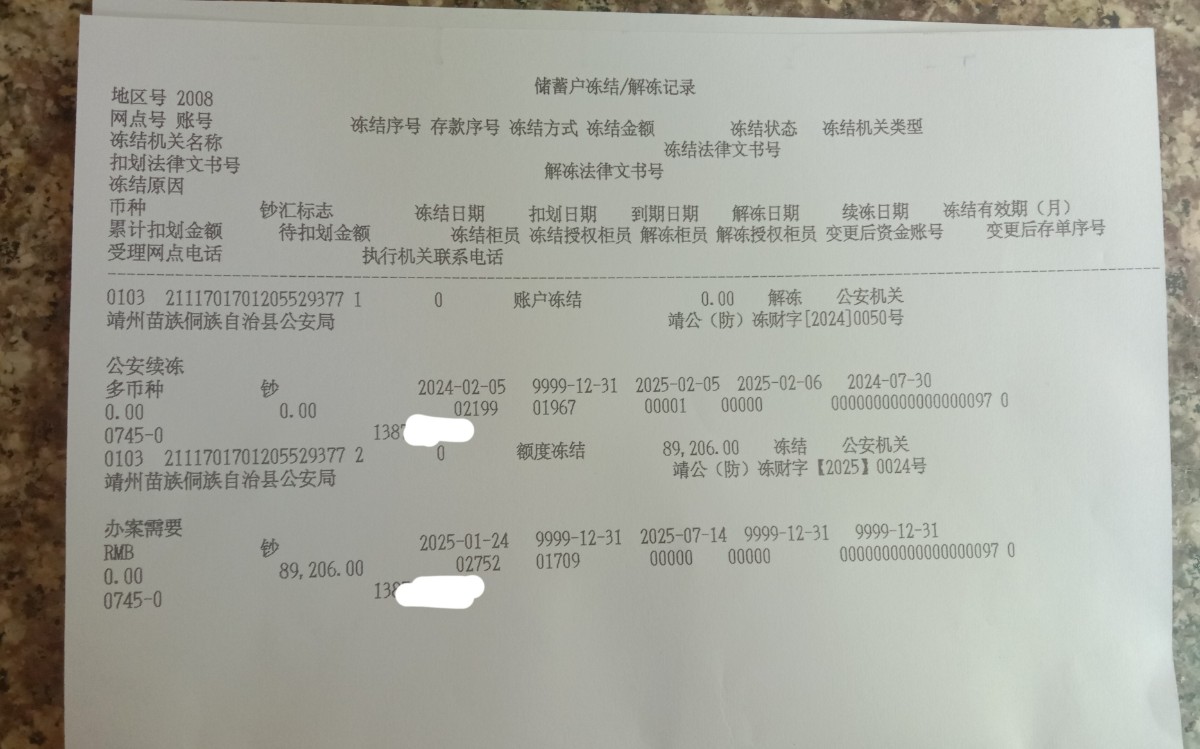 储蓄户冻结/解冻记录
地区号 2008
网点号 账号 冻结序号 存款序号 冻结方式 冻结金额 冻结状态 冻结机关类型
冻结机关名称 冻结法律文书号
扣划法律文书号 解冻法律文书号
冻结原因
币种 钞汇标志 冻结日期 扣划日期 到期日期 解冻日期 续冻日期 冻结有效期（月）
累计扣划金额 待扣划金额 冻结柜员 冻结授权柜员 解冻柜员 解冻授权柜员 变更后资金账号 变更后存单序号
受理网点电话 执行机关联系电话
0103 2111701701205529377 1 0 账户冻结 0.00 解冻 公安机关
靖州苗族侗族自治县公安局 靖公（防）冻财字[2024]0050号
公安续冻
多币种 钞 2024-02-05 9999-12-31 2025-02-05 2025-02-06 2024-07-30
0.00 0.00 02199 01967 00001 00000 0000000000000000097 0
0745-0 138
0103 2111701701205529377 2 0 额度冻结 89,206.00 冻结 公安机关
靖州苗族侗族自治县公安局 靖公（防）冻财字【2025】0024号
办案需要
RMB 钞 2025-01-24 9999-12-31 2025-07-14 9999-12-31 9999-12-31
0.00 89,206.00 02752 01709 00000 00000 0000000000000000097 0
0745-0 138